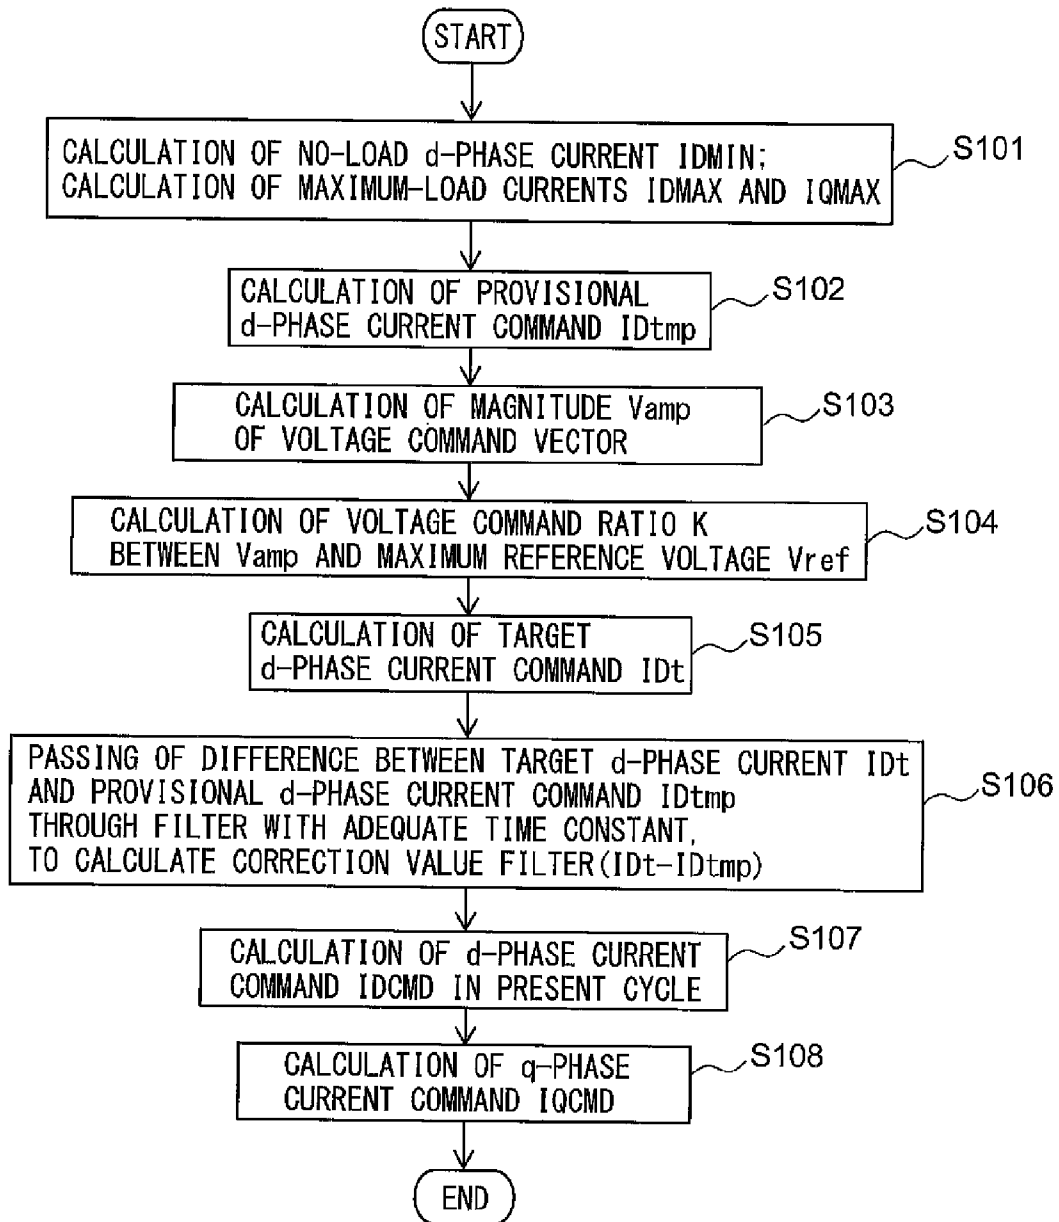 START
CALCULATION OF NO-LOAD d-PHASE CURRENT IDMIN;
CALCULATION OF MAXIMUM-LOAD CURRENTS IDMAX AND IQMAX
S101
CALCULATION OF PROVISIONAL
d-PHASE CURRENT COMMAND IDtmp
S102
CALCULATION OF MAGNITUDE Vamp
OF VOLTAGE COMMAND VECTOR
S103
CALCULATION OF VOLTAGE COMMAND RATIO K
BETWEEN Vamp AND MAXIMUM REFERENCE VOLTAGE Vref
S104
CALCULATION OF TARGET
d-PHASE CURRENT COMMAND IDt
S105
PASSING OF DIFFERENCE BETWEEN TARGET d-PHASE CURRENT IDt
AND PROVISIONAL d-PHASE CURRENT COMMAND IDtmp
THROUGH FILTER WITH ADEQUATE TIME CONSTANT,
TO CALCULATE CORRECTION VALUE FILTER(IDt-IDtmp)
S106
CALCULATION OF d-PHASE CURRENT
COMMAND IDCMD IN PRESENT CYCLE
S107
CALCULATION OF q-PHASE
CURRENT COMMAND IQCMD
S108
END